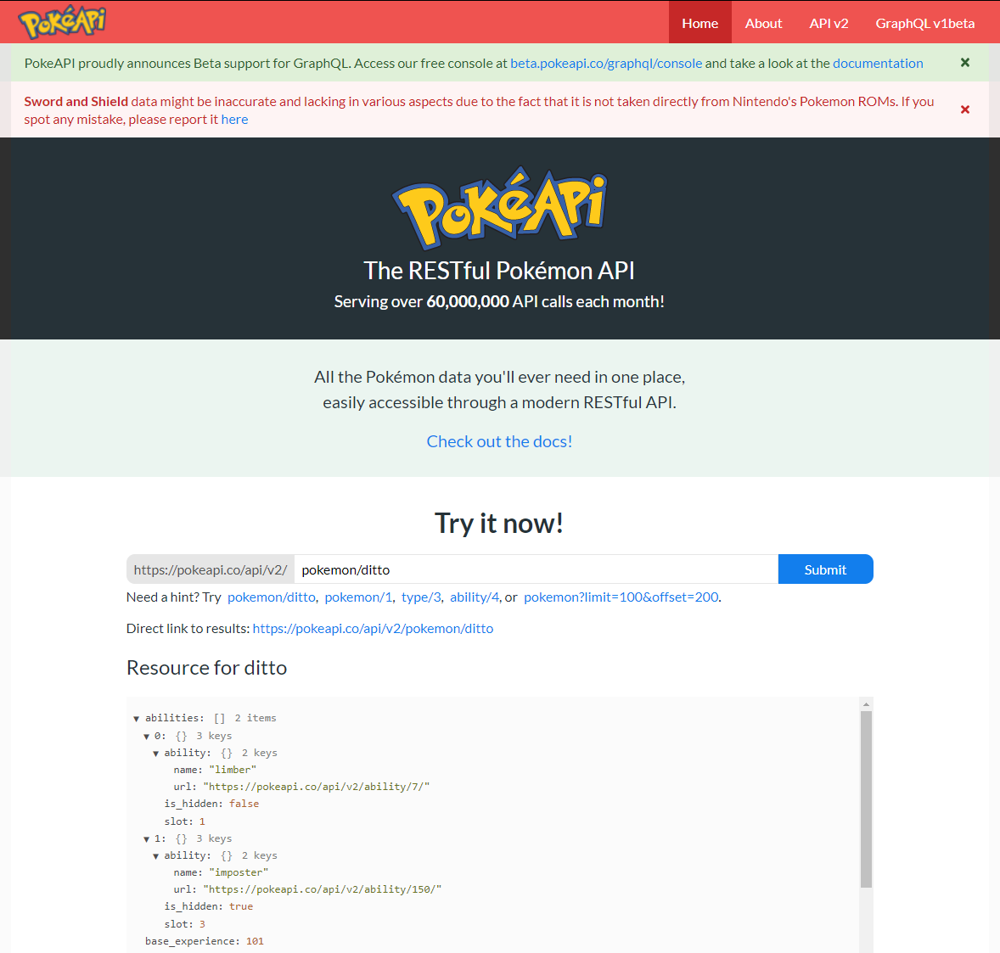 PokéApi
Home About API v2 GraphQL v1beta
PokeAPI proudly announces Beta support for GraphQL. Access our free console at beta.pokeapi.co/graphql/console and take a look at the documentation ×
Sword and Shield data might be inaccurate and lacking in various aspects due to the fact that it is not taken directly from Nintendo's Pokemon ROMs. If you
spot any mistake, please report it here ×
PokéApi
The RESTful Pokémon API
Serving over 60,000,000 API calls each month!
All the Pokémon data you'll ever need in one place,
easily accessible through a modern RESTful API.
Check out the docs!
Try it now!
https://pokeapi.co/api/v2/ pokemon/ditto Submit
Need a hint? Try pokemon/ditto, pokemon/1, type/3, ability/4, or pokemon?limit=100&offset=200.
Direct link to results: https://pokeapi.co/api/v2/pokemon/ditto
Resource for ditto
▼ abilities: [] 2 items
▼ 0: {} 3 keys
▼ ability: {} 2 keys
name: "limber"
url: "https://pokeapi.co/api/v2/ability/7/"
is_hidden: false
slot: 1
▼ 1: {} 3 keys
▼ ability: {} 2 keys
name: "imposter"
url: "https://pokeapi.co/api/v2/ability/150/"
is_hidden: true
slot: 3
base_experience: 101